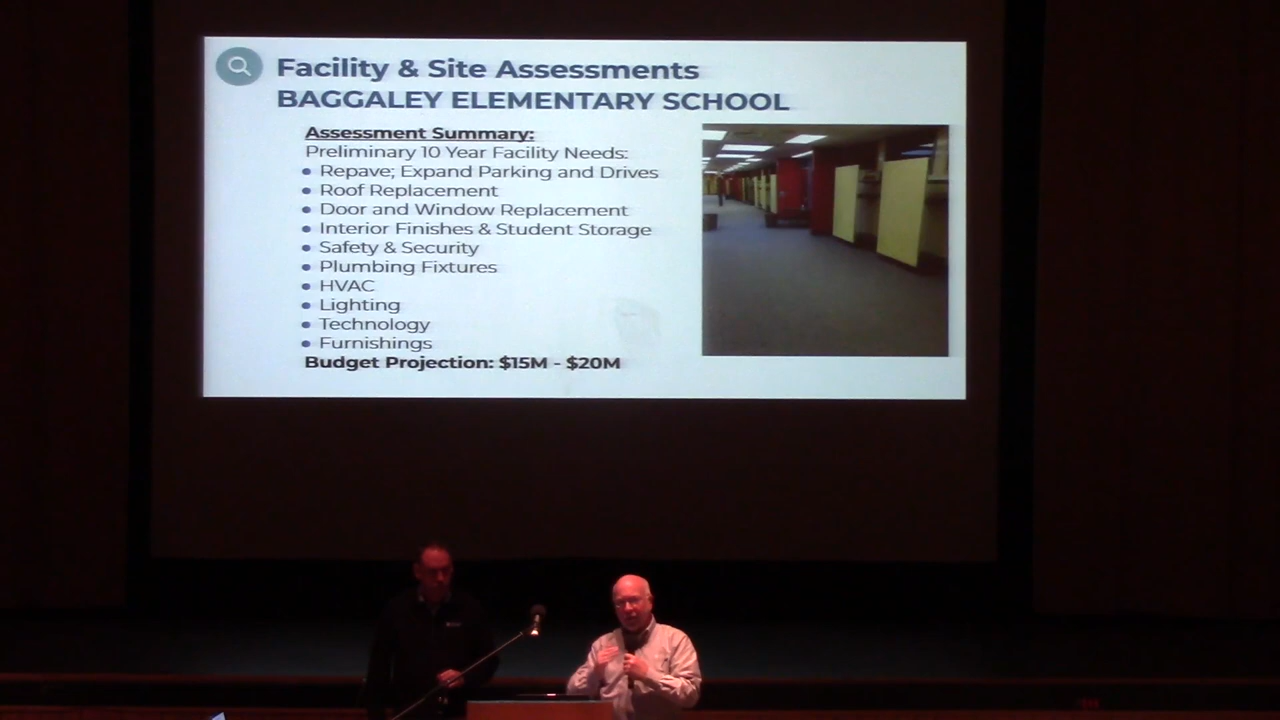 Facility & Site Assessments
BAGGALEY ELEMENTARY SCHOOL
Assessment Summary:
Preliminary 10 Year Facility Needs:
• Repave; Expand Parking and Drives
• Roof Replacement
• Door and Window Replacement
• Interior Finishes & Student Storage
• Safety & Security
• Plumbing Fixtures
• HVAC
• Lighting
• Technology
• Furnishings
Budget Projection: $15M - $20M